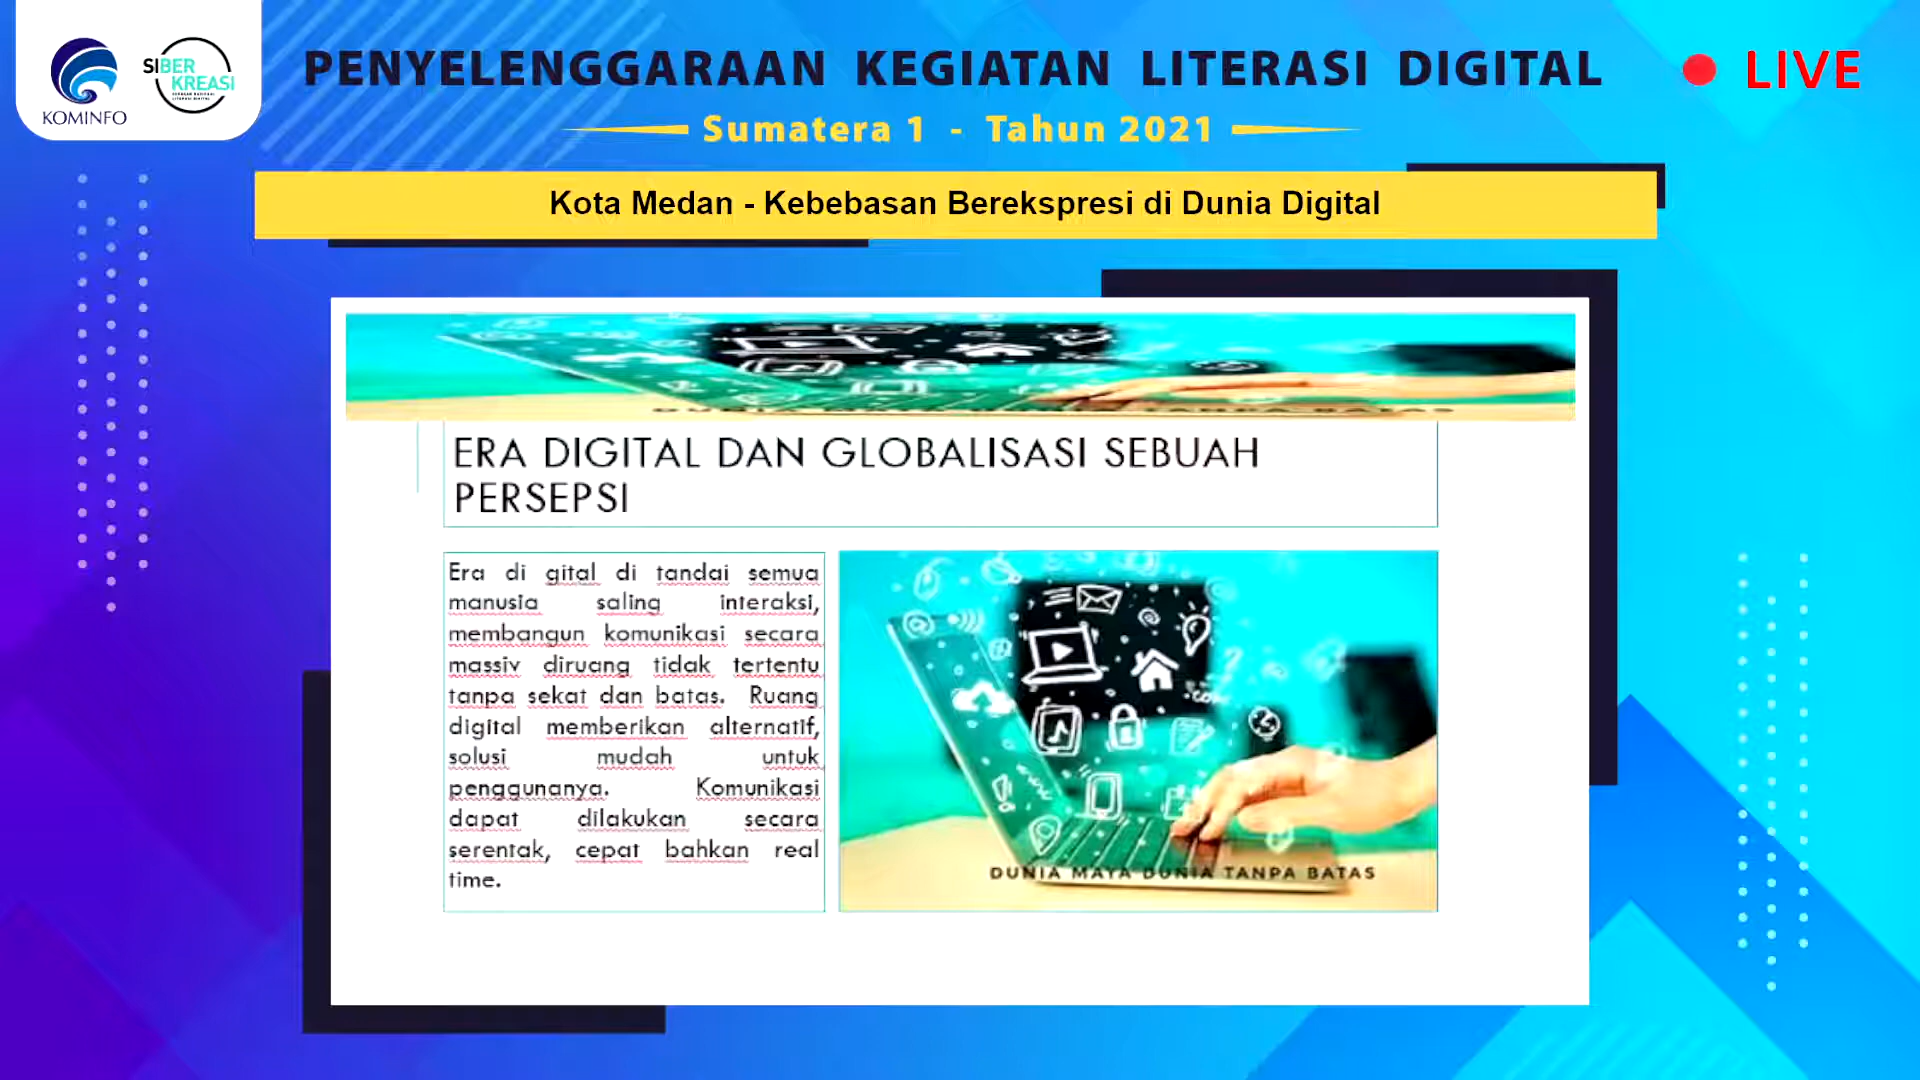 KOMINFO
SIBER
KREASI
PENYELENGGARAAN KEGIATAN LITERASI DIGITAL
LIVE
Sumatera 1 - Tahun 2021
Kota Medan - Kebebasan Berekspresi di Dunia Digital
ERA DIGITAL DAN GLOBALISASI SEBUAH
PERSEPSI
Era di gital di tandai semua
manusia saling interaksi,
membangun komunikasi secara
massiv diruang tidak tertentu
tanpa sekat dan batas. Ruang
digital memberikan alternatif,
solusi mudah untuk
penggunanya. Komunikasi
dapat dilakukan secara
serentak, cepat bahkan real
time.
.com
DUNIA MAYA DUNIA TANPA BATAS